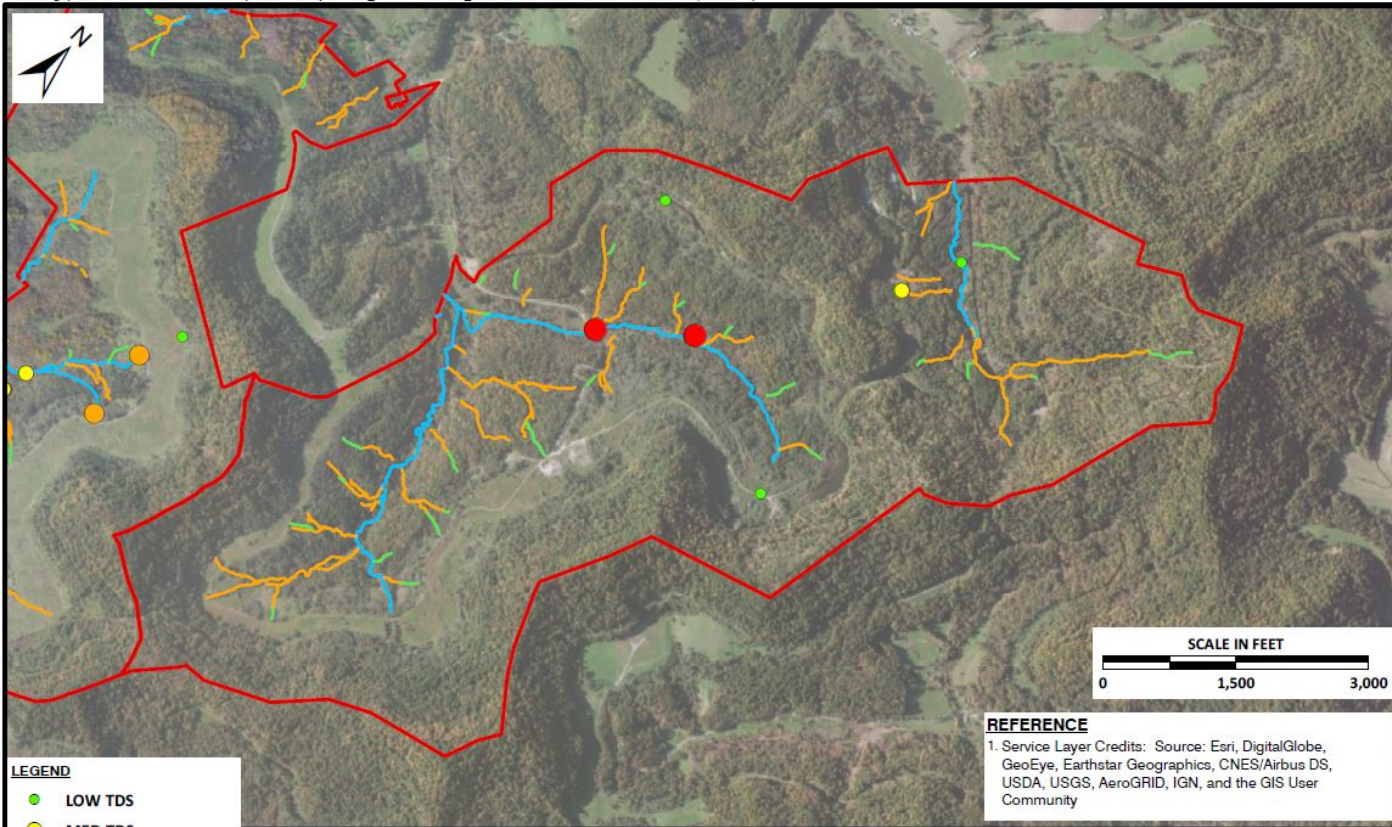 N
SCALE IN FEET
0 1,500 3,000
REFERENCE
1. Service Layer Credits: Source: Esri, DigitalGlobe,
GeoEye, Earthstar Geographics, CNES/Airbus DS,
USDA, USGS, AeroGRID, IGN, and the GIS User
Community
LEGEND
LOW TDS